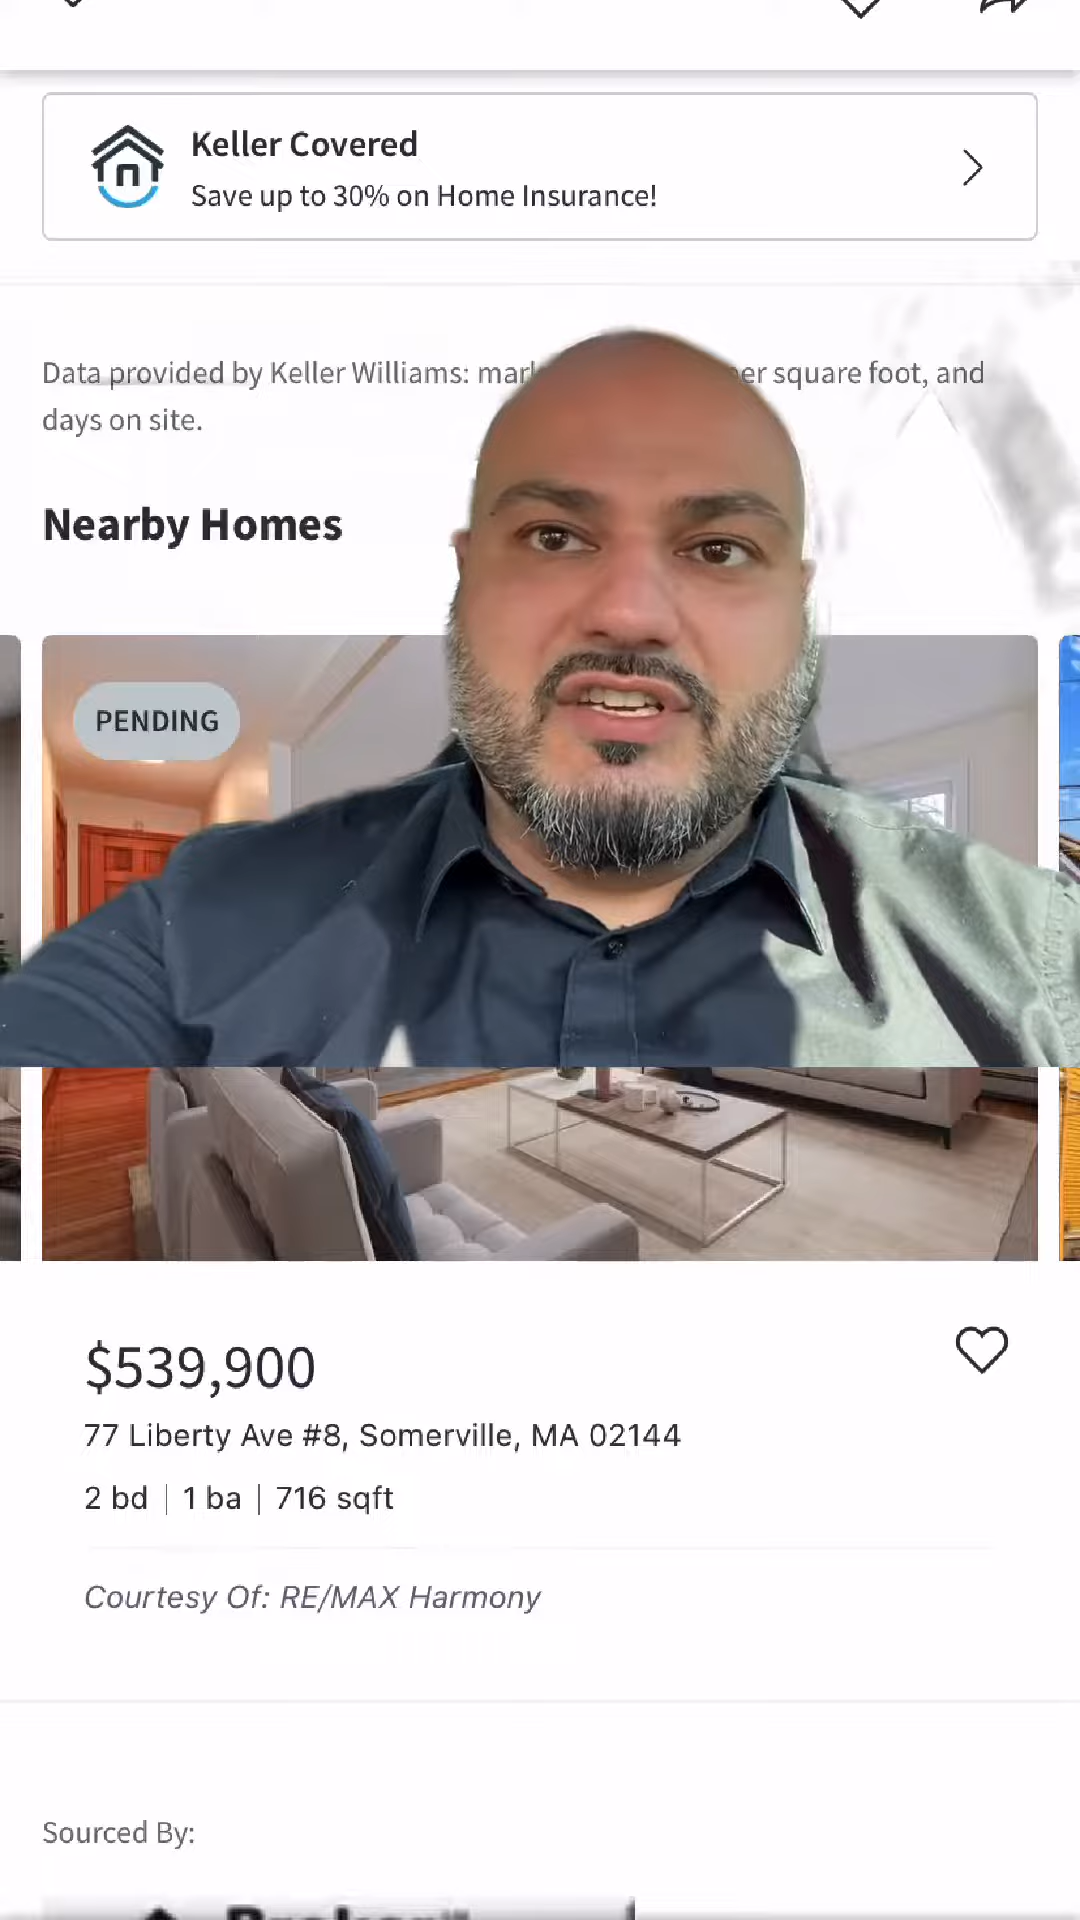 Keller Covered
Save up to 30% on Home Insurance!
Data provided by Keller Williams: er square foot, and
days on site.
Nearby Homes
PENDING
$539,900
77 Liberty Ave #8, Somerville, MA 02144
2 bd | 1 ba | 716 sqft
Courtesy Of: RE/MAX Harmony
Sourced By: